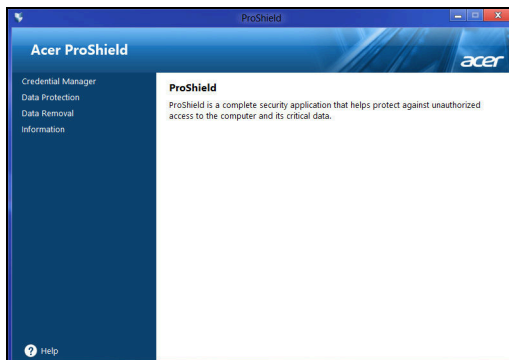 ProShield
Acer ProShield
acer
Credential Manager
Data Protection
Data Removal
Information
ProShield
ProShield is a complete security application that helps protect against unauthorized
access to the computer and its critical data.
? Help